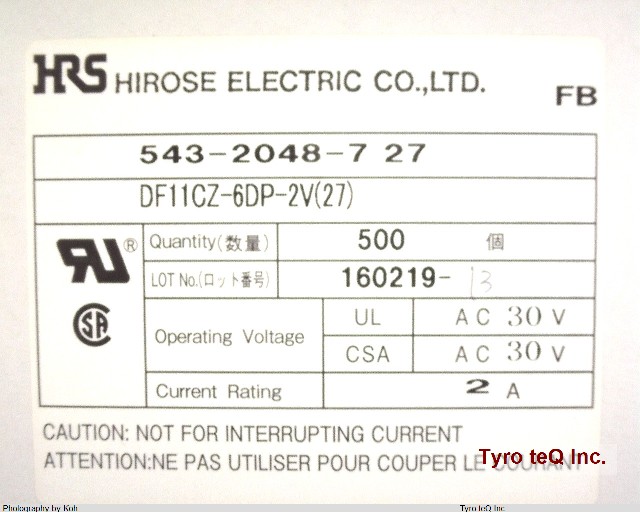 HRS HIROSE ELECTRIC CO.,LTD.
FB
543-2048-7 27
DF11CZ-6DP-2V(27)
Quantity(数量) 500 個
LOT No.(ロット番号) 160219- 13
Operating Voltage
UL AC 30 V
CSA AC 30 V
Current Rating 2 A
CAUTION: NOT FOR INTERRUPTING CURRENT
ATTENTION:NE PAS UTILISER POUR COUPER LE COURANT
Tyro teQ Inc.
Photography by Koh
Tyro teQ Inc